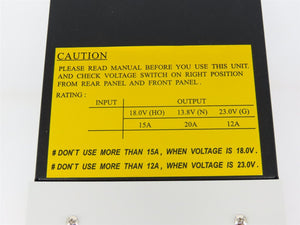 CAUTION
PLEASE READ MANUAL BEFORE YOU USE THIS UNIT.
AND CHECK VOLTAGE SWITCH ON RIGHT POSITION
FROM REAR PANEL AND FRONT PANEL.
RATING :
INPUT OUTPUT
18.0V (HO) 13.8V (N) 23.0V (G)
15A 20A 12A
# DON'T USE MORE THAN 15A, WHEN VOLTAGE IS 18.0V.
# DON'T USE MORE THAN 12A, WHEN VOLTAGE IS 23.0V.